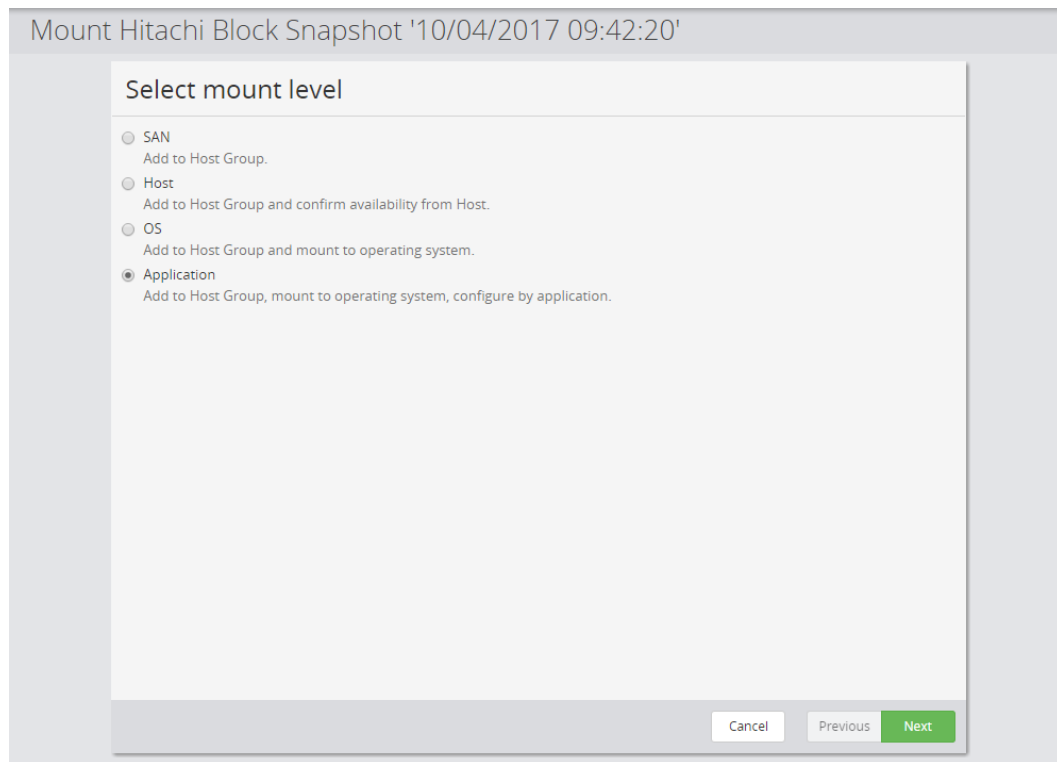 Mount Hitachi Block Snapshot '10/04/2017 09:42:20'
Select mount level
SAN
Add to Host Group.
Host
Add to Host Group and confirm availability from Host.
OS
Add to Host Group and mount to operating system.
Application
Add to Host Group, mount to operating system, configure by application.
Cancel Previous Next